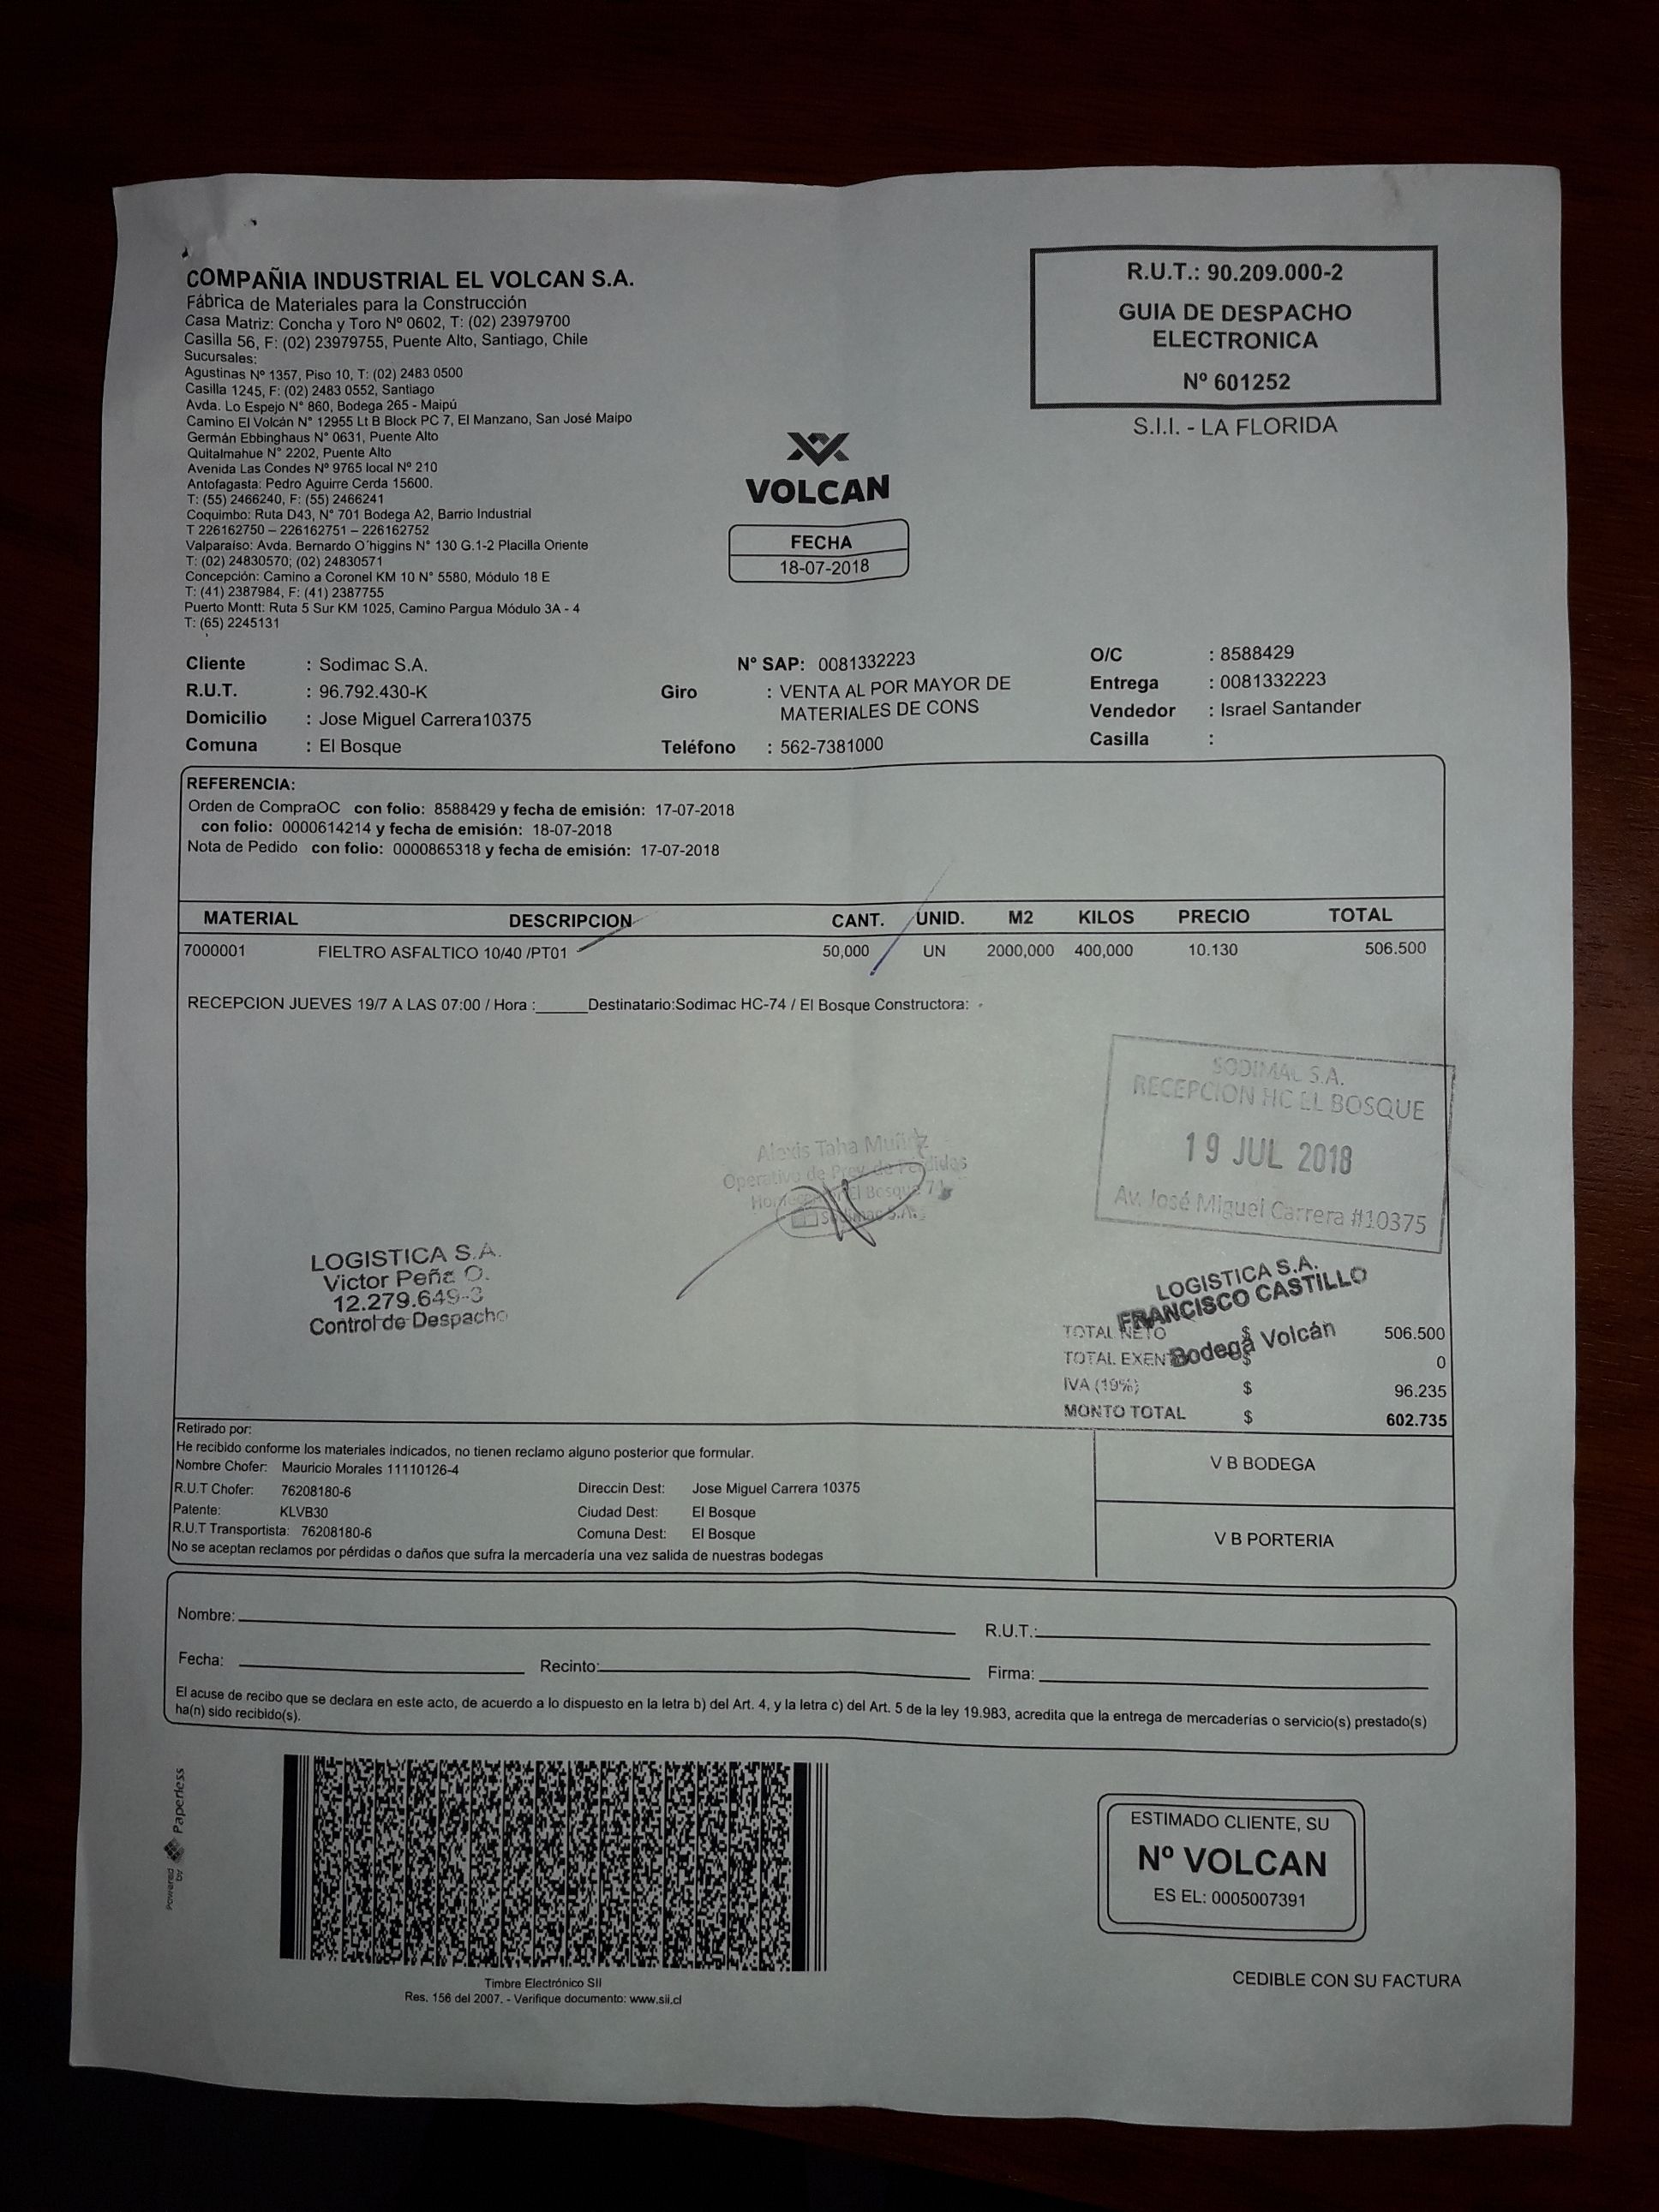 COMPAÑIA INDUSTRIAL EL VOLCAN S.A.
Fábrica de Materiales para la Construcción
Casa Matriz: Concha y Toro Nº 0602, T: (02) 23979700
Casilla 56, F: (02) 23979755, Puente Alto, Santiago, Chile
Sucursales:
Agustinas Nº 1357, Piso 10, T: (02) 2483 0500
Casilla 1245, F: (02) 2483 0552, Santiago
Avda. Lo Espejo N° 860, Bodega 265 - Maipú
Camino El Volcán N° 12955 Lt B Block PC 7, El Manzano, San José Maipo
Germán Ebbinghaus N° 0631, Puente Alto
Quitalmahue N° 2202, Puente Alto
Avenida Las Condes Nº 9765 local Nº 210
Antofagasta: Pedro Aguirre Cerda 15600.
T: (55) 2466240, F: (55) 2466241
Coquimbo: Ruta D43, N° 701 Bodega A2, Barrio Industrial
T 226162750 – 226162751 – 226162752
Valparaíso: Avda. Bernardo O´higgins N° 130 G.1-2 Placilla Oriente
T: (02) 24830570; (02) 24830571
Concepción: Camino a Coronel KM 10 N° 5580, Módulo 18 E
T: (41) 2387984, F: (41) 2387755
Puerto Montt: Ruta 5 Sur KM 1025, Camino Pargua Módulo 3A - 4
T: (65) 2245131
R.U.T.: 90.209.000-2
GUIA DE DESPACHO
ELECTRONICA
Nº 601252
S.I.I. - LA FLORIDA
VOLCAN
FECHA
18-07-2018
Cliente : Sodimac S.A. N° SAP: 0081332223 O/C : 8588429
R.U.T. : 96.792.430-K Giro : VENTA AL POR MAYOR DE Entrega : 0081332223
MATERIALES DE CONS
Domicilio : Jose Miguel Carrera10375 Vendedor : Israel Santander
Comuna : El Bosque Teléfono : 562-7381000 Casilla :
REFERENCIA:
Orden de CompraOC con folio: 8588429 y fecha de emisión: 17-07-2018
con folio: 0000614214 y fecha de emisión: 18-07-2018
Nota de Pedido con folio: 0000865318 y fecha de emisión: 17-07-2018
MATERIAL DESCRIPCION CANT. UNID. M2 KILOS PRECIO TOTAL
7000001 FIELTRO ASFALTICO 10/40 /PT01 50,000 UN 2000,000 400,000 10.130 506.500
RECEPCION JUEVES 19/7 A LAS 07:00 / Hora :______Destinatario:Sodimac HC-74 / El Bosque Constructora:
SODIMAC S.A.
RECEPCION HC EL BOSQUE
19 JUL 2018
Av. José Miguel Carrera #10375
Alexis Taha Muñoz
Operativo de Prev. de Perdidas
El Bosque
Sodimac S.A.
LOGISTICA S.A.
Victor Peña O.
12.279.649-3
Control de Despacho
LOGISTICA S.A.
FRANCISCO CASTILLO
Bodega Volcán
TOTAL NETO $ 506.500
TOTAL EXENTO $ 0
IVA (19%) $ 96.235
MONTO TOTAL $ 602.735
Retirado por:
He recibido conforme los materiales indicados, no tienen reclamo alguno posterior que formular.
Nombre Chofer: Mauricio Morales 11110126-4
R.U.T Chofer: 76208180-6 Direccin Dest: Jose Miguel Carrera 10375
Patente: KLVB30 Ciudad Dest: El Bosque
R.U.T Transportista: 76208180-6 Comuna Dest: El Bosque
No se aceptan reclamos por pérdidas o daños que sufra la mercadería una vez salida de nuestras bodegas
V B BODEGA
V B PORTERIA
Nombre: R.U.T.:
Fecha: Recinto: Firma:
El acuse de recibo que se declara en este acto, de acuerdo a lo dispuesto en la letra b) del Art. 4, y la letra c) del Art. 5 de la ley 19.983, acredita que la entrega de mercaderías o servicio(s) prestado(s)
ha(n) sido recibido(s).
Powered by Paperless
Timbre Electrónico SII
Res. 156 del 2007. - Verifique documento: www.sii.cl
ESTIMADO CLIENTE, SU
Nº VOLCAN
ES EL: 0005007391
CEDIBLE CON SU FACTURA